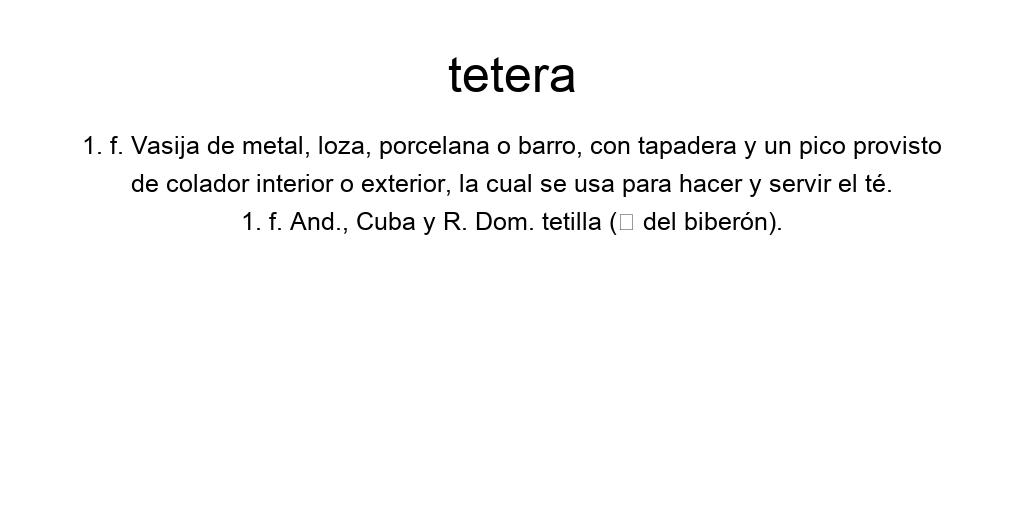 tetera
1. f. Vasija de metal, loza, porcelana o barro, con tapadera y un pico provisto
de colador interior o exterior, la cual se usa para hacer y servir el té.
1. f. And., Cuba y R. Dom. tetilla (□ del biberón).